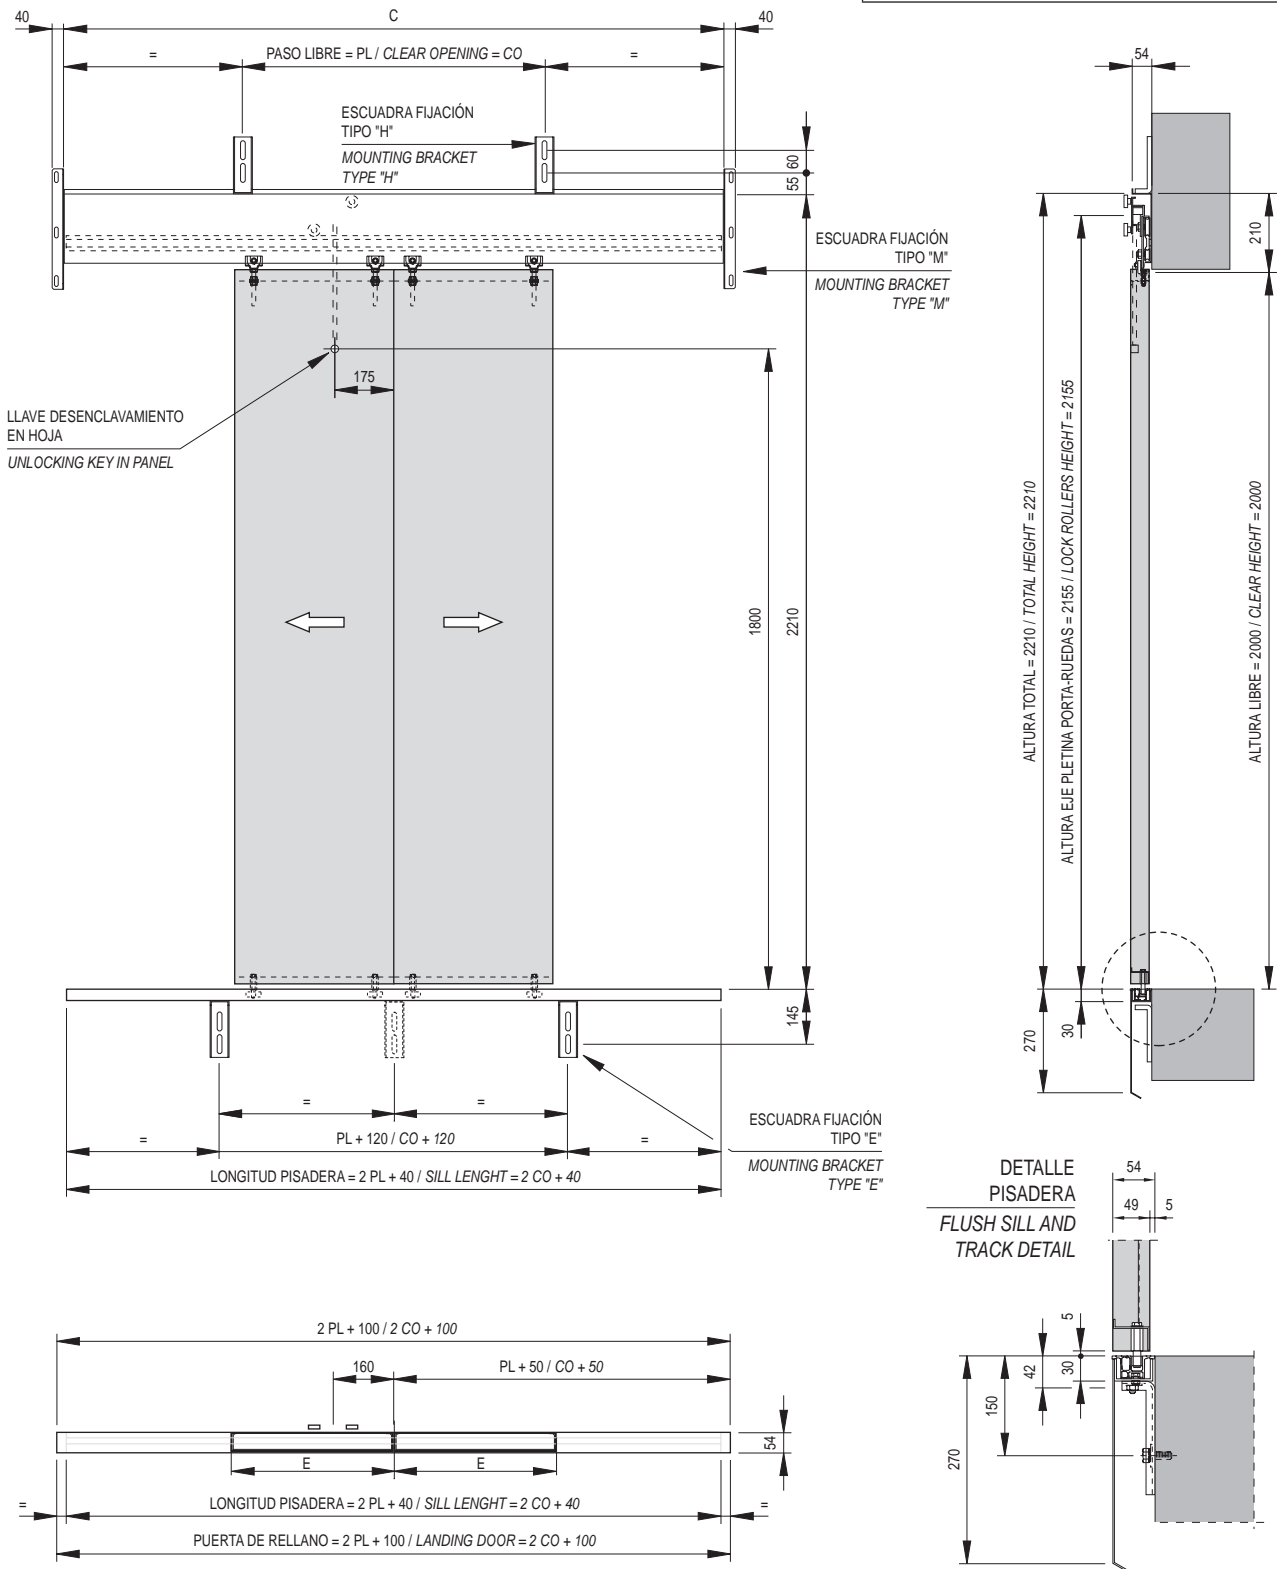 40
C
40
=
PASO LIBRE = PL / CLEAR OPENING = CO
=
54
ESCUADRA FIJACIÓN
TIPO "H"
MOUNTING BRACKET
TYPE "H"
60
55
210
ESCUADRA FIJACIÓN
TIPO "M"
MOUNTING BRACKET
TYPE "M"
175
LLAVE DESENCLAVAMIENTO
EN HOJA
UNLOCKING KEY IN PANEL
1800
2210
ALTURA TOTAL = 2210 / TOTAL HEIGHT = 2210
ALTURA EJE PLETINA PORTA-RUEDAS = 2155 / LOCK ROLLERS HEIGHT = 2155
ALTURA LIBRE = 2000 / CLEAR HEIGHT = 2000
145
270
30
=
=
=
PL + 120 / CO + 120
=
LONGITUD PISADERA = 2 PL + 40 / SILL LENGHT = 2 CO + 40
ESCUADRA FIJACIÓN
TIPO "E"
MOUNTING BRACKET
TYPE "E"
DETALLE
PISADERA
FLUSH SILL AND
TRACK DETAIL
54
49
5
5
42
30
150
270
2 PL + 100 / 2 CO + 100
160
PL + 50 / CO + 50
54
E
E
=
LONGITUD PISADERA = 2 PL + 40 / SILL LENGHT = 2 CO + 40
=
PUERTA DE RELLANO = 2 PL + 100 / LANDING DOOR = 2 CO + 100